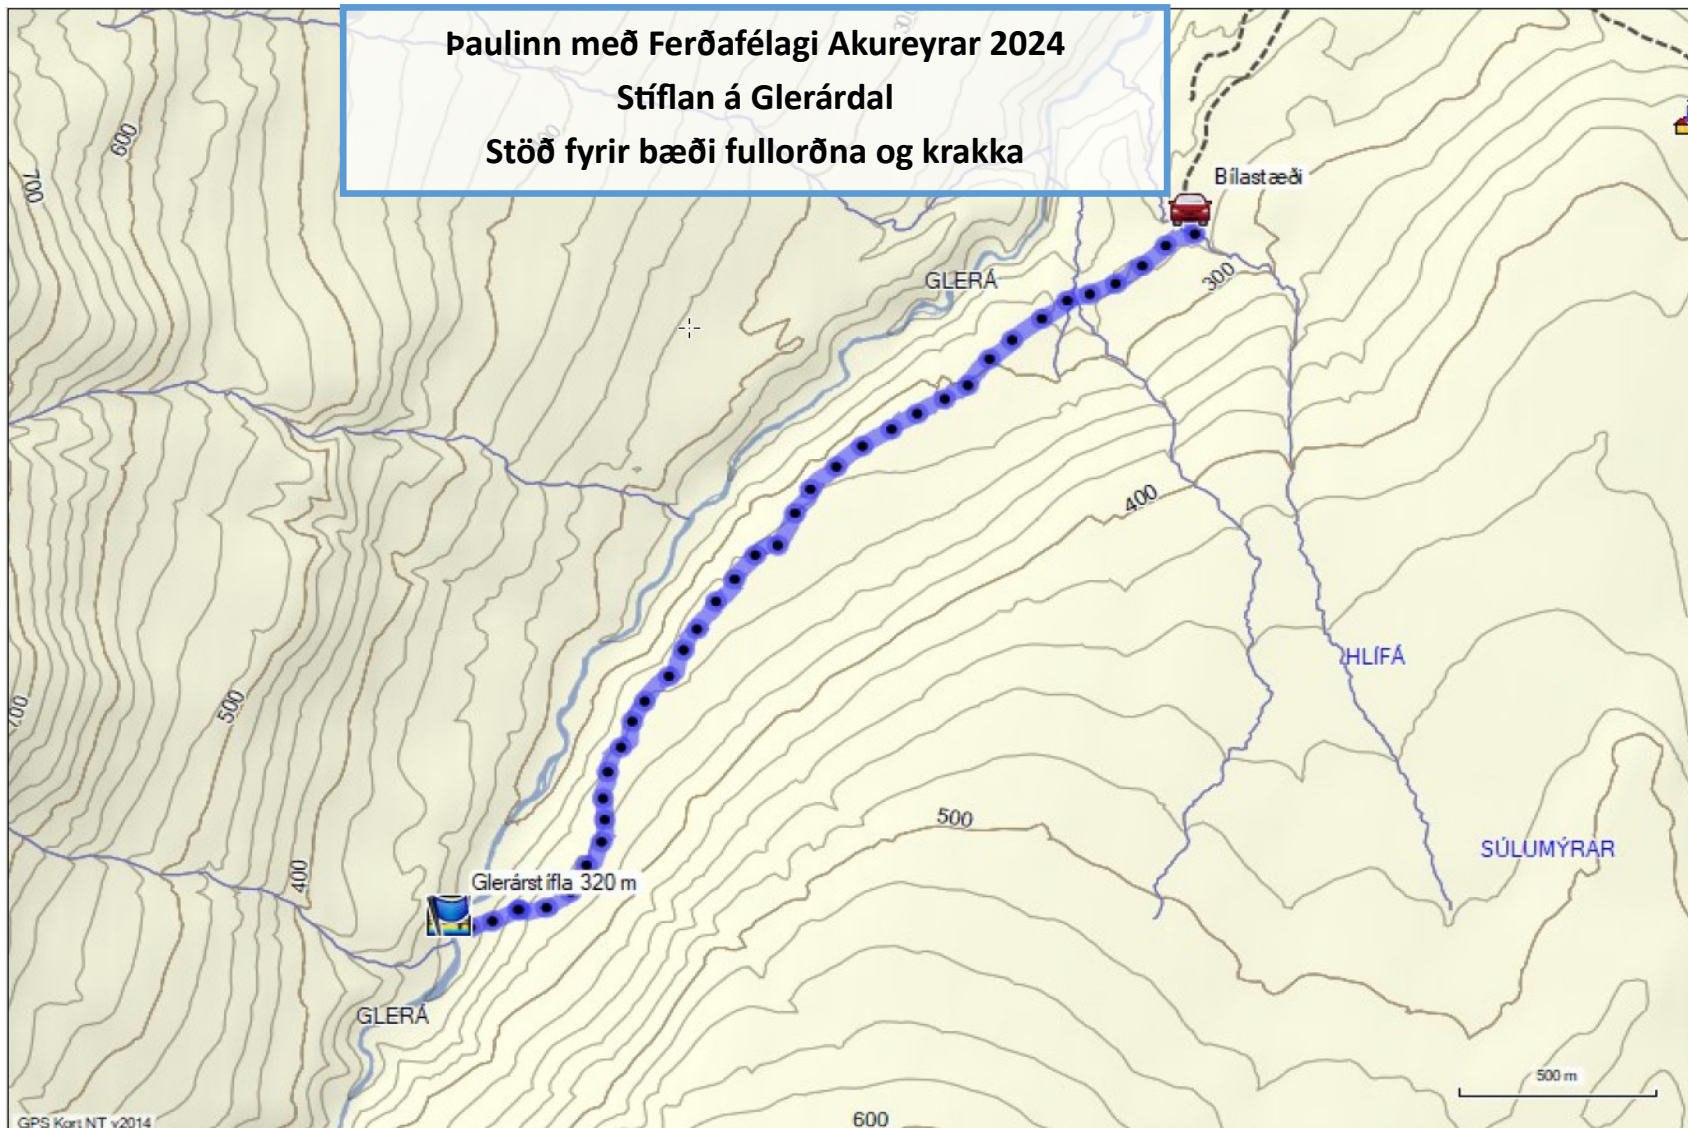 Þaulinn með Ferðafélagi Akureyrar 2024
Stíflan á Glerárdal
Stöð fyrir bæði fullorðna og krakka
600
700
Bílastæði
GLERÁ
300
400
HLÍFÁ
500
700
500
SÚLUMÝRAR
400
Glerárstífla 320 m
GLERÁ
500 m
600
GPS Kort NT v2014